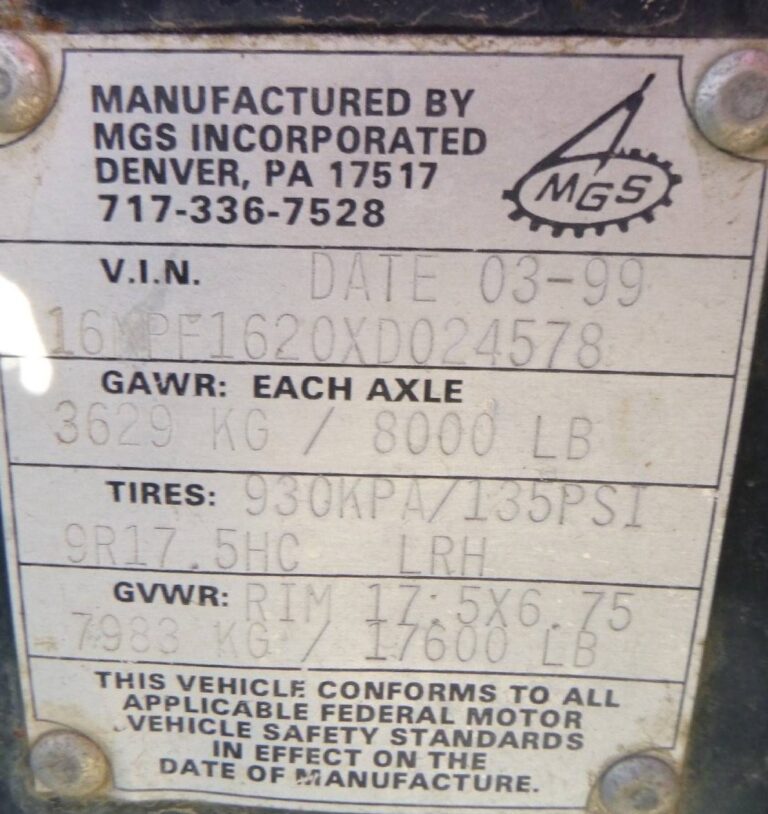 MANUFACTURED BY
MGS INCORPORATED
DENVER, PA 17517
717-336-7528
MGS
V.I.N. DATE 03-99
16MPF1620XD024578
GAWR: EACH AXLE
3629 KG / 8000 LB
TIRES: 930KPA/135PSI
9R17.5HC LRH
GVWR: RIM 17.5X6.75
7983 KG / 17600 LB
THIS VEHICLE CONFORMS TO ALL
APPLICABLE FEDERAL MOTOR
VEHICLE SAFETY STANDARDS
IN EFFECT ON THE
DATE OF MANUFACTURE.